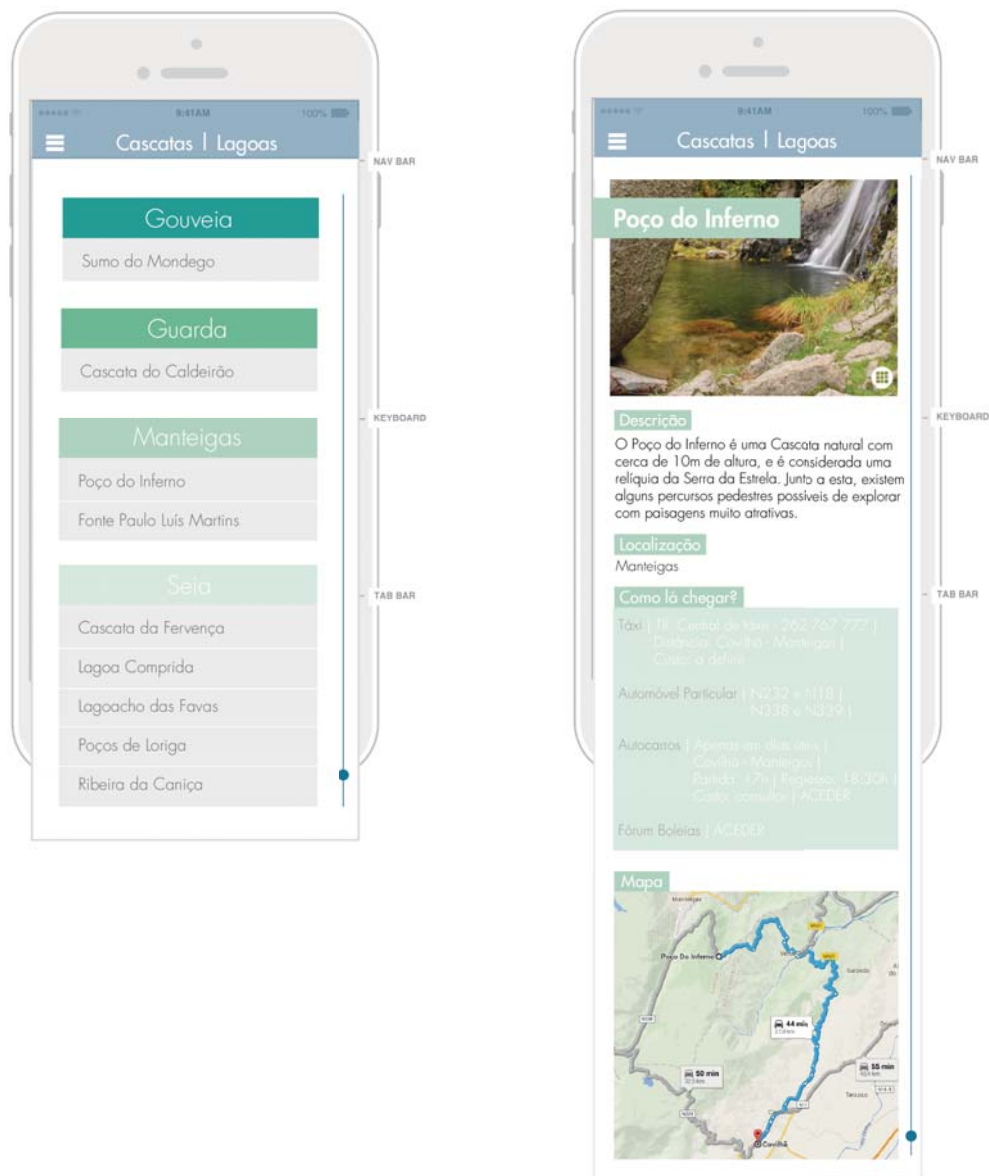 9:41AM
100%
Cascatas | Lagoas
NAV BAR
Gouveia
Sumo do Mondego
Guarda
Cascata do Caldeirão
KEYBOARD
Manteigas
Poço do Inferno
Fonte Paulo Luís Martins
Seia
TAB BAR
Cascata da Fervença
Lagoa Comprida
Lagoacho das Favas
Poços de Loriga
Ribeira da Caniça
9:41AM
100%
Cascatas | Lagoas
NAV BAR
Poço do Inferno
KEYBOARD
Descrição
O Poço do Inferno é uma Cascata natural com
cerca de 10m de altura, e é considerada uma
relíquia da Serra da Estrela. Junto a esta, existem
alguns percursos pedestres possíveis de explorar
com paisagens muito atrativas.
Localização
Manteigas
TAB BAR
Como lá chegar?
Táxi | Tlf. Central de táxis - 262 767 777 |
Distância: Covilhã - Manteigas |
Custo: a definir
Automóvel Particular | N232 e N18 |
N338 e N339 |
Autocarros | Apenas em dias úteis |
Covilhã - Manteigas |
Partida: 17h | Regresso: 18:30h |
Custo: consultar | ACEDER
Fórum Boleias | ACEDER
Mapa
Manteigas
Poço Do Inferno
44 min
50 min
55 min
Covilhã